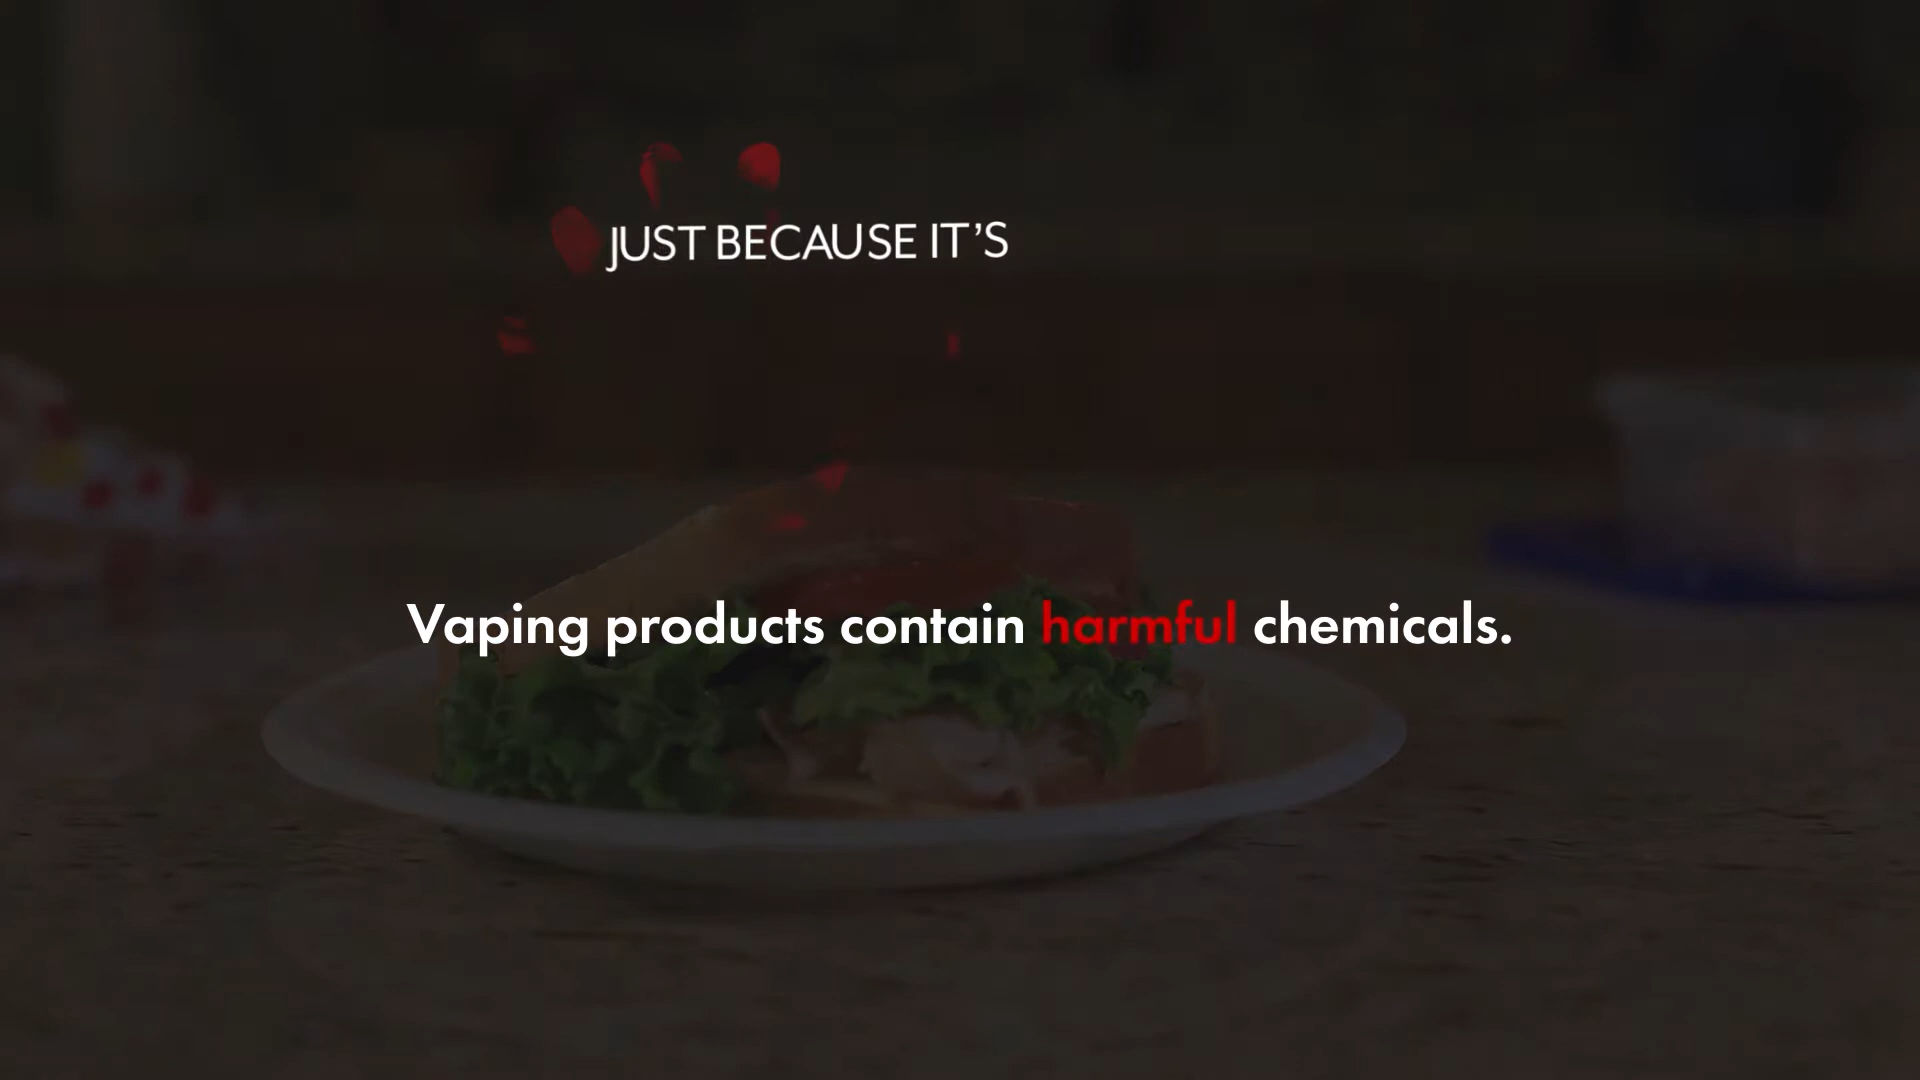 JUST BECAUSE IT’S
Vaping products contain harmful chemicals.